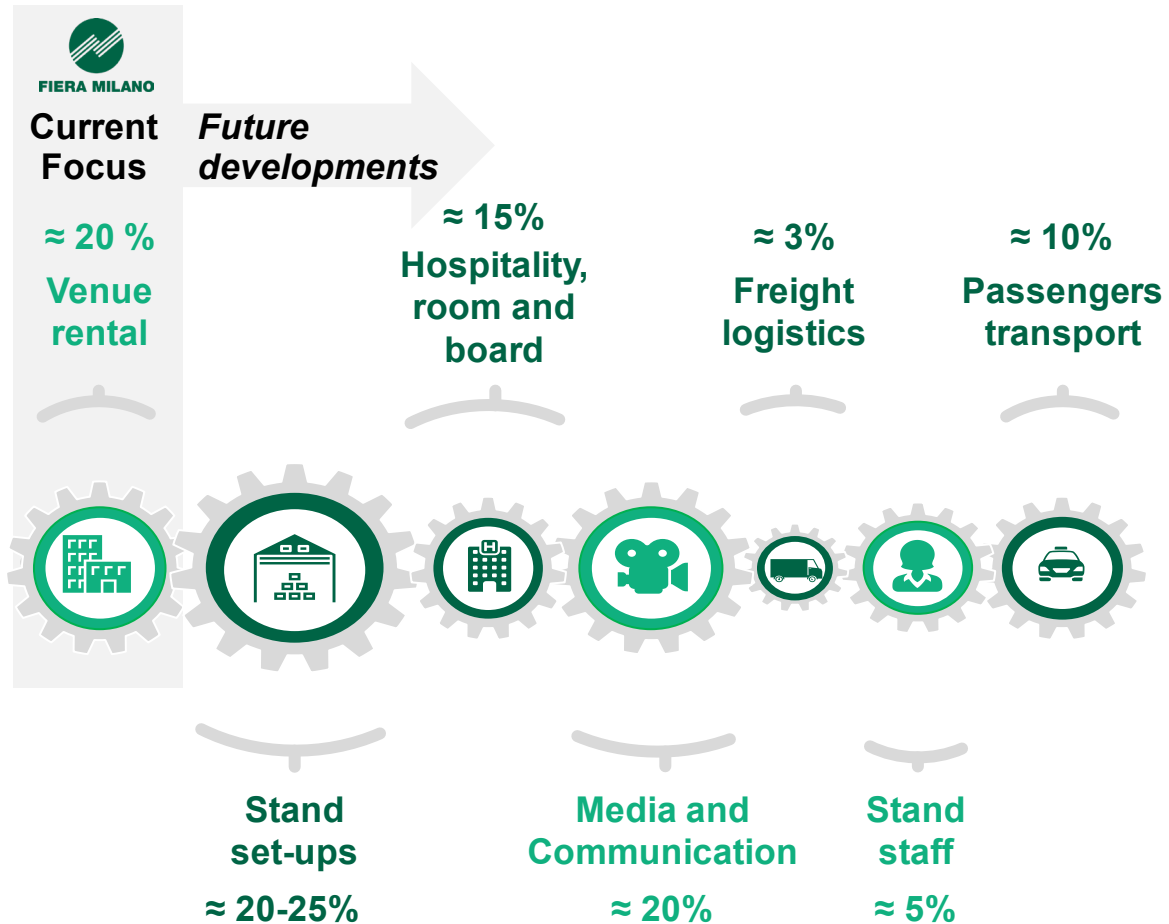 FIERA MILANO
Current
Focus
Future
developments
≈ 20 %
Venue
rental
≈ 15%
Hospitality,
room and
board
≈ 3%
Freight
logistics
≈ 10%
Passengers
transport
H
Stand
set-ups
≈ 20-25%
Media and
Communication
≈ 20%
Stand
staff
≈ 5%